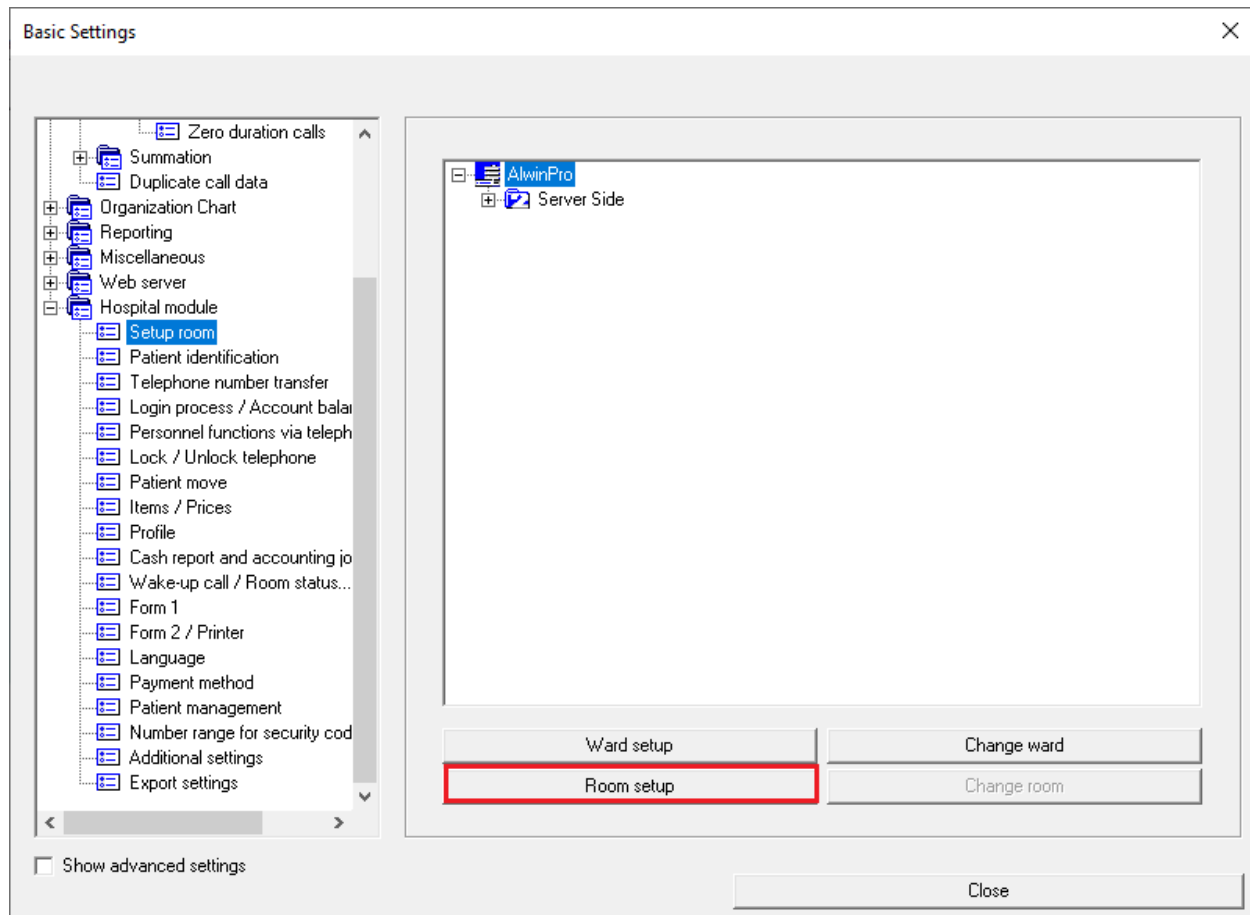 Basic Settings
Zero duration calls
Summation
Duplicate call data
Organization Chart
Reporting
Miscellaneous
Web server
Hospital module
Setup room
Patient identification
Telephone number transfer
Login process / Account balar
Personnel functions via teleph
Lock / Unlock telephone
Patient move
Items / Prices
Profile
Cash report and accounting jo
Wake-up call / Room status...
Form 1
Form 2 / Printer
Language
Payment method
Patient management
Number range for security cod
Additional settings
Export settings
AlwinPro
Server Side
Ward setup
Change ward
Room setup
Change room
Show advanced settings
Close